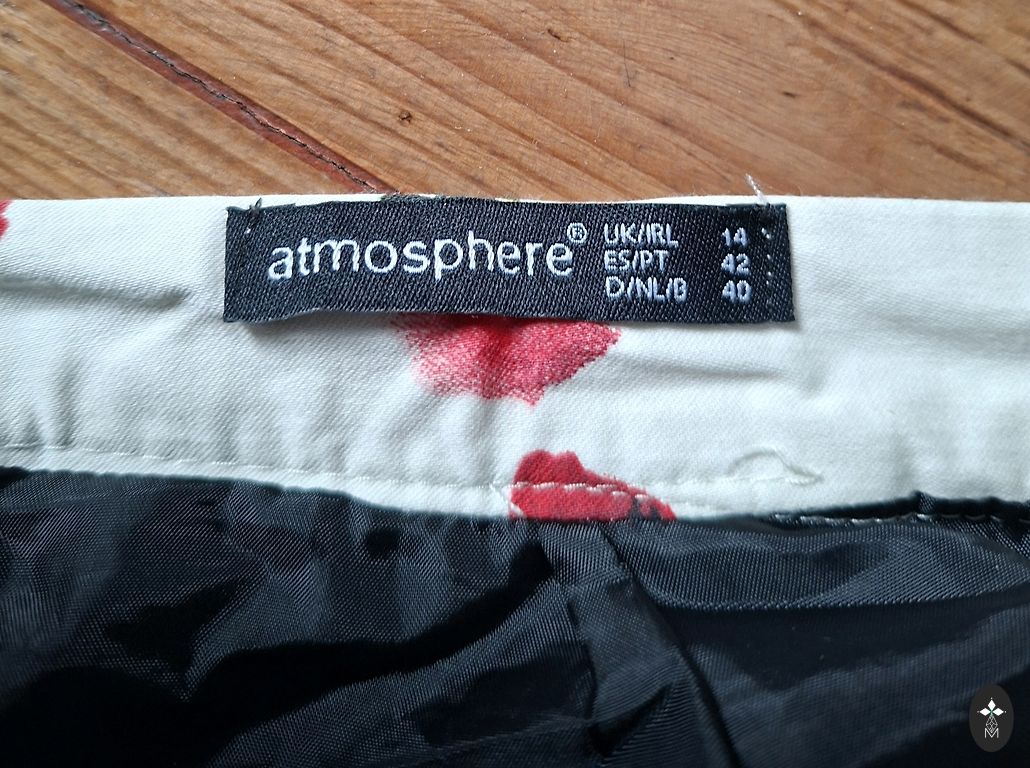 atmosphere®
UK/IRL 14
ES/PT 42
D/NL/B 40
M